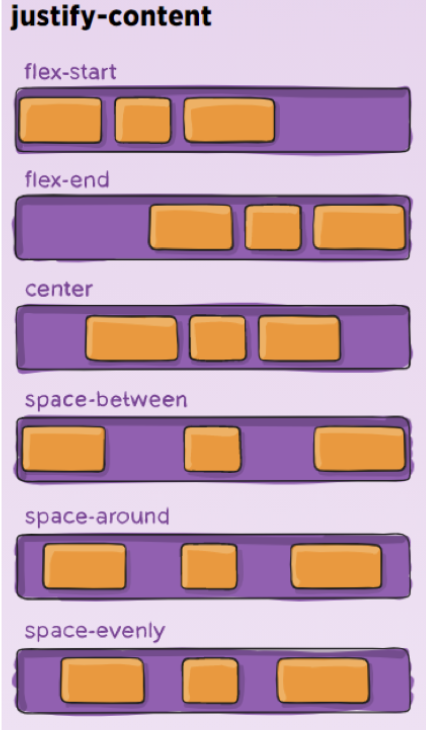 justify-content
flex-start
flex-end
center
space-between
space-around
space-evenly